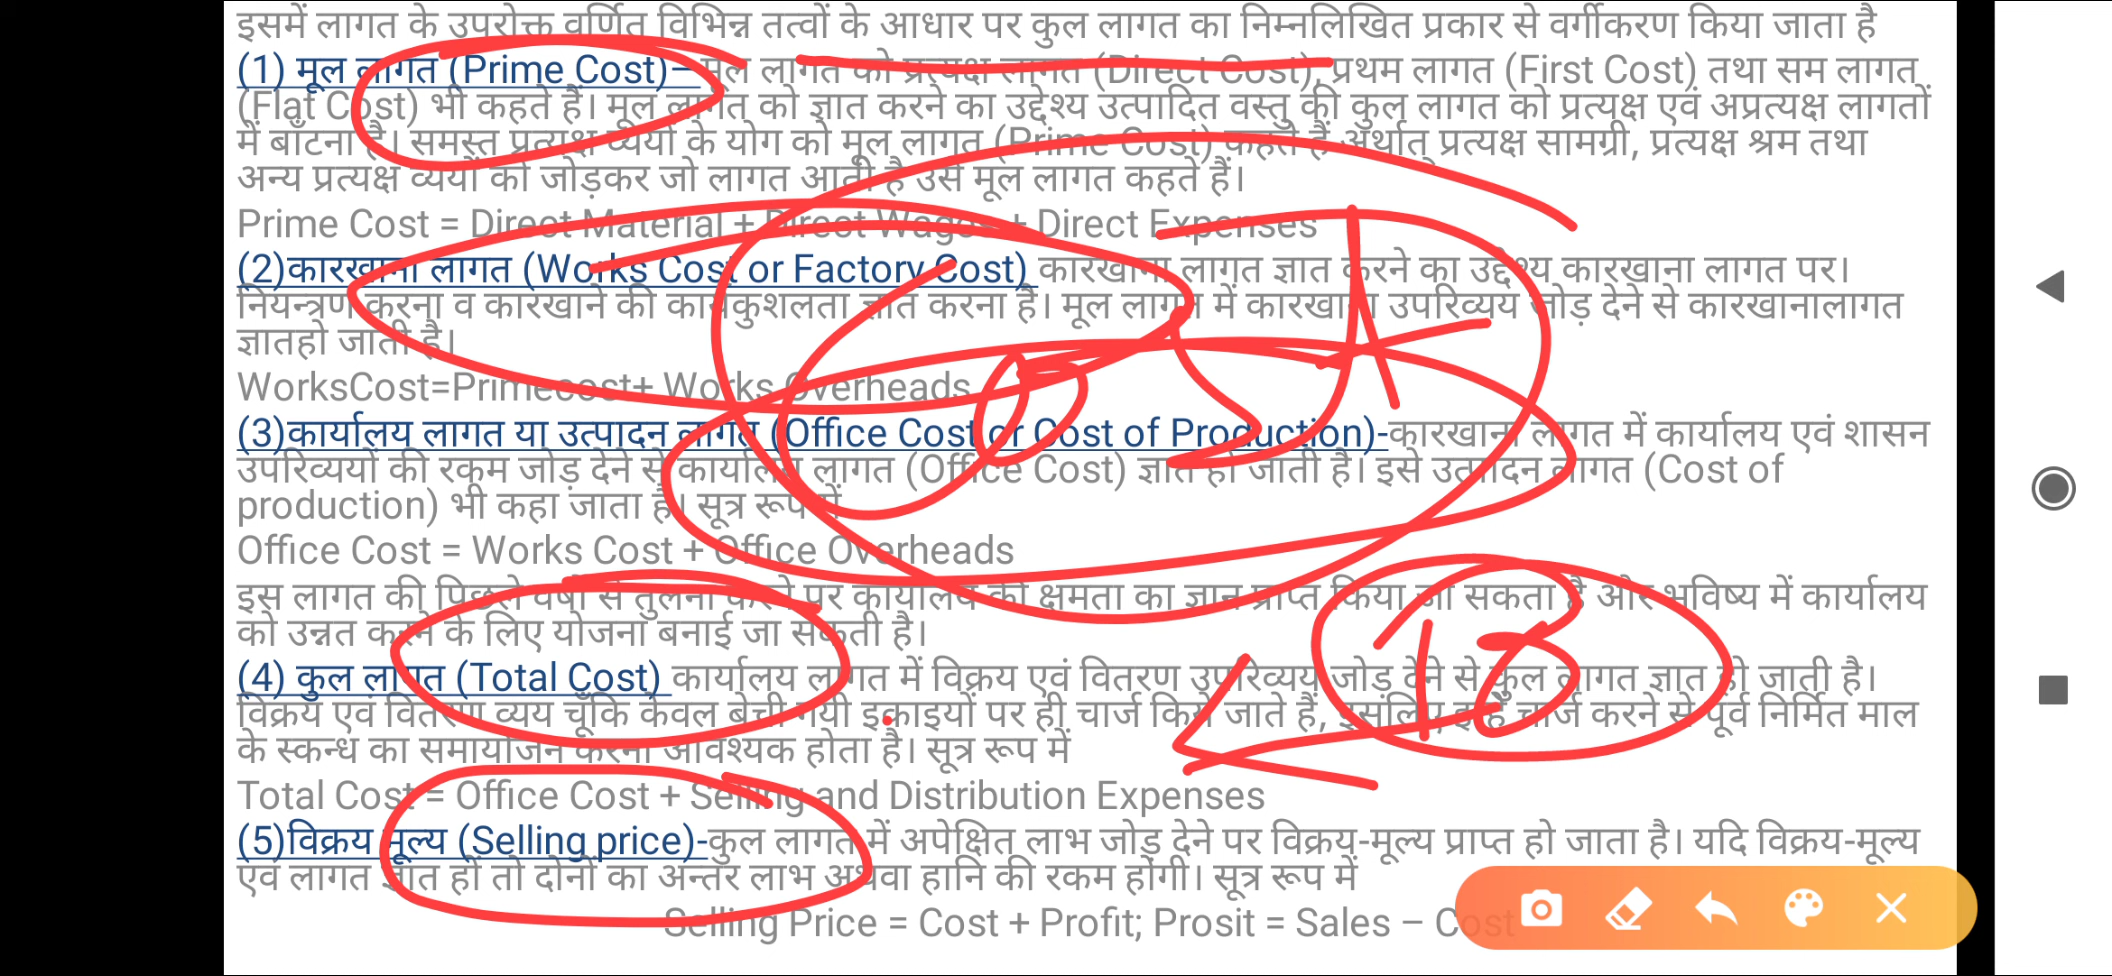 इसमें लागत के उपरोक्त वर्णित विभिन्न तत्वों के आधार पर कुल लागत का निम्नलिखित प्रकार से वर्गीकरण किया जाता है
(1) मूल लागत (Prime Cost)– मूल लागत को प्रत्यक्ष लागत (Direct Cost), प्रथम लागत (First Cost) तथा सम लागत
(Flat Cost) भी कहते हैं। मूल लागत को ज्ञात करने का उद्देश्य उत्पादित वस्तु की कुल लागत को प्रत्यक्ष एवं अप्रत्यक्ष लागतों
में बाँटना है। समस्त प्रत्यक्ष व्ययों के योग को मूल लागत (Prime Cost) कहते हैं अर्थात् प्रत्यक्ष सामग्री, प्रत्यक्ष श्रम तथा
अन्य प्रत्यक्ष व्ययों को जोड़कर जो लागत आती है उसे मूल लागत कहते हैं।
Prime Cost = Direct Material + Direct Wages + Direct Expenses
(2)कारखाना लागत (Works Cost or Factory Cost) कारखाना लागत ज्ञात करने का उद्देश्य कारखाना लागत पर।
नियन्त्रण करना व कारखाने की कार्यकुशलता ज्ञात करना है। मूल लागत में कारखाना उपरिव्यय जोड़ देने से कारखानालागत
ज्ञातहो जाती है।
WorksCost=Primecost+ Works Overheads
(3)कार्यालय लागत या उत्पादन लागत (Office Cost or Cost of Production)-कारखाना लागत में कार्यालय एवं शासन
उपरिव्ययों की रकम जोड़ देने से कार्यालय लागत (Office Cost) ज्ञात हो जाती है। इसे उत्पादन लागत (Cost of
production) भी कहा जाता है। सूत्र रूप में
Office Cost = Works Cost + Office Overheads
इस लागत की पिछले वर्षों से तुलना करने पर कार्यालय की क्षमता का ज्ञान प्राप्त किया जा सकता है और भविष्य में कार्यालय
को उन्नत करने के लिए योजना बनाई जा सकती है।
(4) कुल लागत (Total Cost) कार्यालय लागत में विक्रय एवं वितरण उपरिव्यय जोड़ देने से कुल लागत ज्ञात हो जाती है।
विक्रय एवं वितरण व्यय चूँकि केवल बेची गयी इकाइयों पर ही चार्ज किये जाते हैं, इसलिए इन्हें चार्ज करने से पूर्व निर्मित माल
के स्कन्ध का समायोजन करना आवश्यक होता है। सूत्र रूप में
Total Cost = Office Cost + Selling and Distribution Expenses
(5)विक्रय मूल्य (Selling price)-कुल लागत में अपेक्षित लाभ जोड़ देने पर विक्रय-मूल्य प्राप्त हो जाता है। यदि विक्रय-मूल्य
एवं लागत ज्ञात हों तो दोनों का अन्तर लाभ अथवा हानि की रकम होगी। सूत्र रूप में
Selling Price = Cost + Profit; Prosit = Sales – Cost